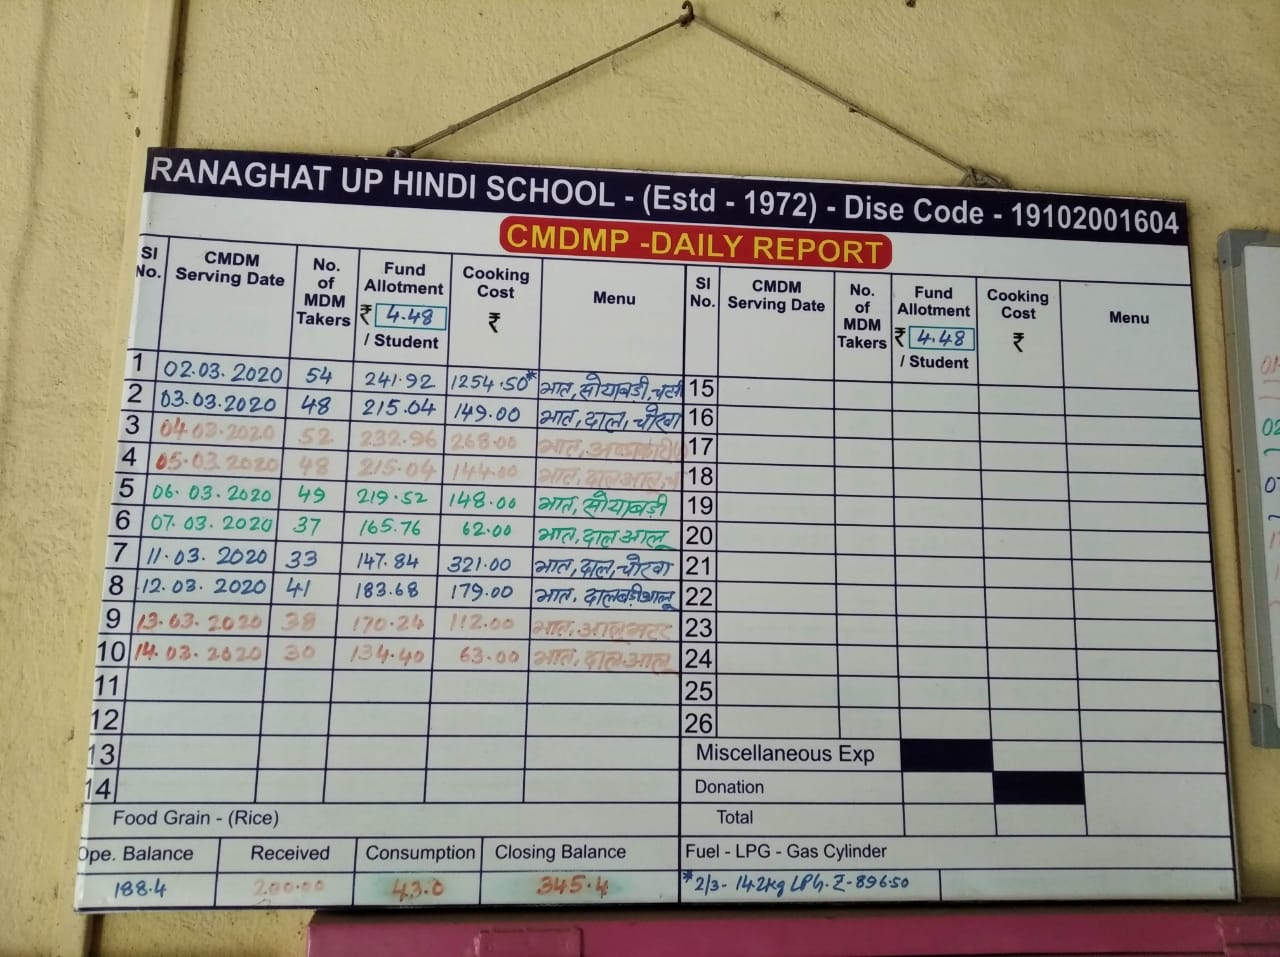 RANAGHAT UP HINDI SCHOOL - (Estd - 1972) - Dise Code - 19102001604
CMDMP -DAILY REPORT
Sl No. CMDM Serving Date No. of MDM Takers Fund Allotment ₹ 4.48 / Student Cooking Cost ₹ Menu Sl No. CMDM Serving Date No. of MDM Takers Fund Allotment ₹ 4.48 / Student Cooking Cost ₹ Menu
1 02.03.2020 54 241.92 1254.50* भात, सोयाबड़ी, 15
2 03.03.2020 48 215.04 149.00 भात, दाल, चोखा 16
3 04.03.2020 52 232.96 268.00 भात, 17
4 05.03.2020 48 215.04 144.00 भात, दाल आलू, 18
5 06.03.2020 49 219.52 148.00 भात, सोयाबड़ी 19
6 07.03.2020 37 165.76 62.00 भात, दाल आलू 20
7 11.03.2020 33 147.84 321.00 भात, दाल, चोखा 21
8 12.03.2020 41 183.68 179.00 भात, दालबड़ीआलू 22
9 13.03.2020 38 170.24 112.00 भात, आलू मटर 23
10 14.03.2020 30 134.40 63.00 भात, दाल आलू 24
11 25
12 26
13 Miscellaneous Exp
14 Donation
Food Grain - (Rice) Total
Ope. Balance Received Consumption Closing Balance Fuel - LPG - Gas Cylinder
188.4 200.00 43.0 345.4 *2/3- 14.2kg LPG. ₹-896.50